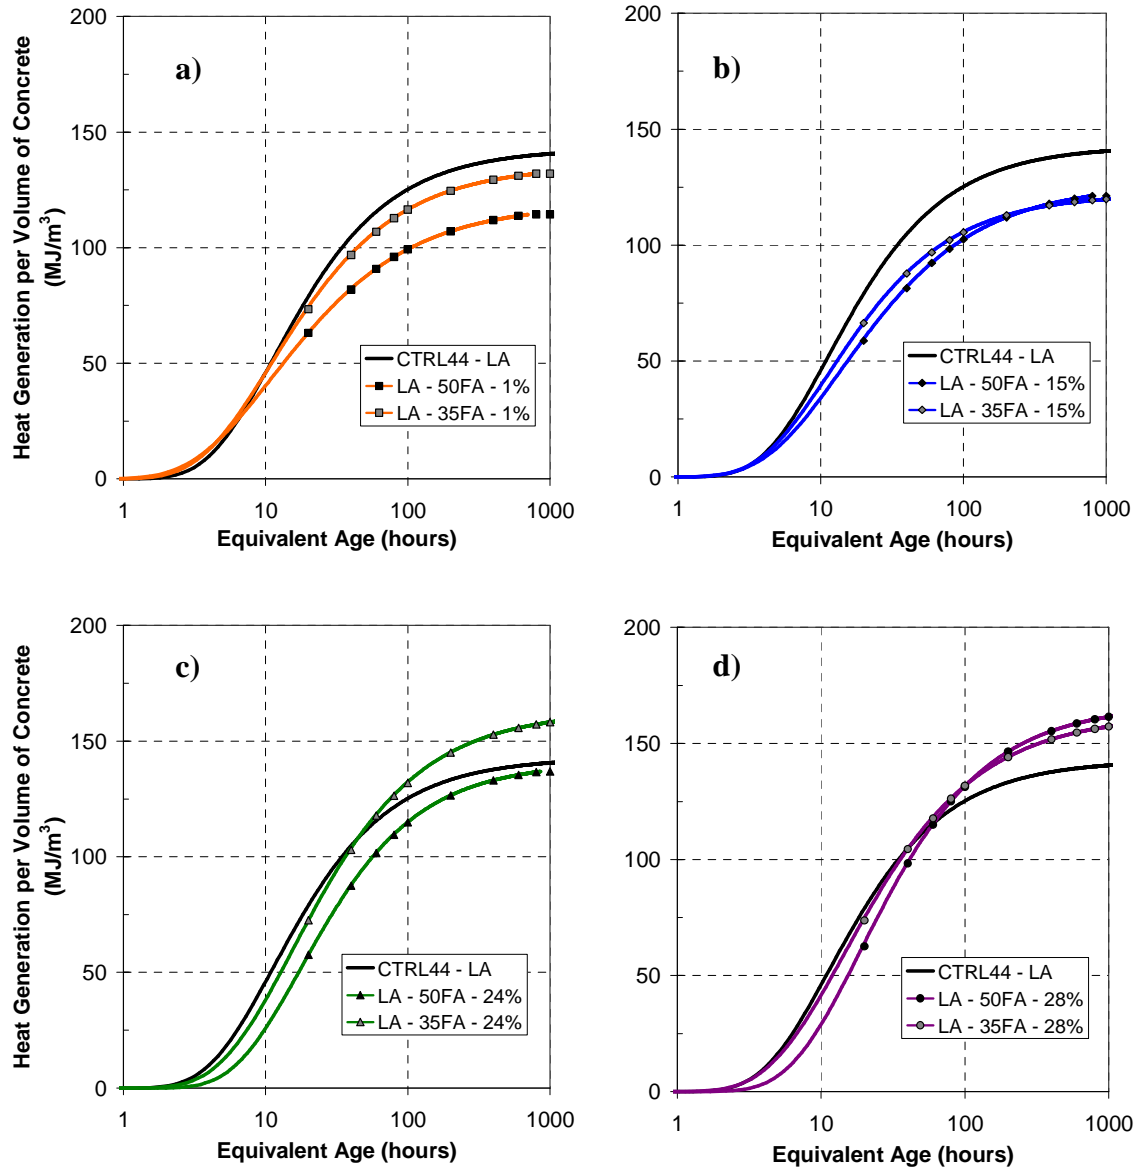 a)
Heat Generation per Volume of Concrete
(MJ/m³)
200
150
100
50
0
CTRL44 - LA
LA - 50FA - 1%
LA - 35FA - 1%
1 10 100 1000
Equivalent Age (hours)
b)
200
150
100
50
0
CTRL44 - LA
LA - 50FA - 15%
LA - 35FA - 15%
1 10 100 1000
Equivalent Age (hours)
c)
Heat Generation per Volume of Concrete
(MJ/m³)
200
150
100
50
0
CTRL44 - LA
LA - 50FA - 24%
LA - 35FA - 24%
1 10 100 1000
Equivalent Age (hours)
d)
200
150
100
50
0
CTRL44 - LA
LA - 50FA - 28%
LA - 35FA - 28%
1 10 100 1000
Equivalent Age (hours)